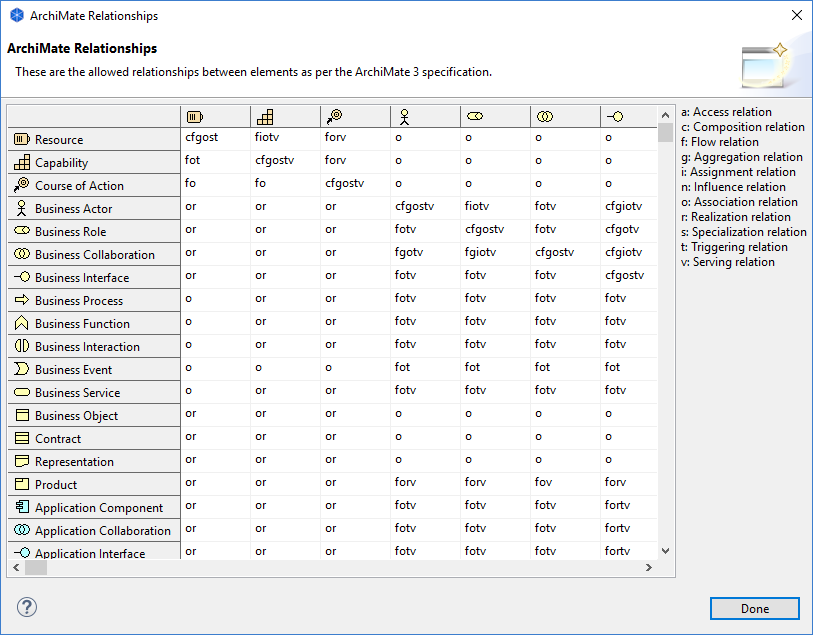 ArchiMate Relationships
ArchiMate Relationships
These are the allowed relationships between elements as per the ArchiMate 3 specification.
Resource cfgost fiotv forv o o o o
Capability fot cfgostv forv o o o o
Course of Action fo fo cfgostv o o o o
Business Actor or or or cfgostv fiotv fotv cfgiotv
Business Role or or or fotv cfgostv fotv cfgotv
Business Collaboration or or or fgotv fgiotv cfgostv cfgiotv
Business Interface or or or fotv fotv fotv cfgostv
Business Process o or or fotv fotv fotv fotv
Business Function o or or fotv fotv fotv fotv
Business Interaction o or or fotv fotv fotv fotv
Business Event o o o fot fot fot fot
Business Service o or or fotv fotv fotv fotv
Business Object or or or o o o o
Contract or or or o o o o
Representation or or or o o o o
Product or or or forv forv fov forv
Application Component or or or fotv fotv fotv fortv
Application Collaboration or or or fotv fotv fotv fortv
Application Interface or or or fotv fotv fotv fortv
a: Access relation
c: Composition relation
f: Flow relation
g: Aggregation relation
i: Assignment relation
n: Influence relation
o: Association relation
r: Realization relation
s: Specialization relation
t: Triggering relation
v: Serving relation
?
Done